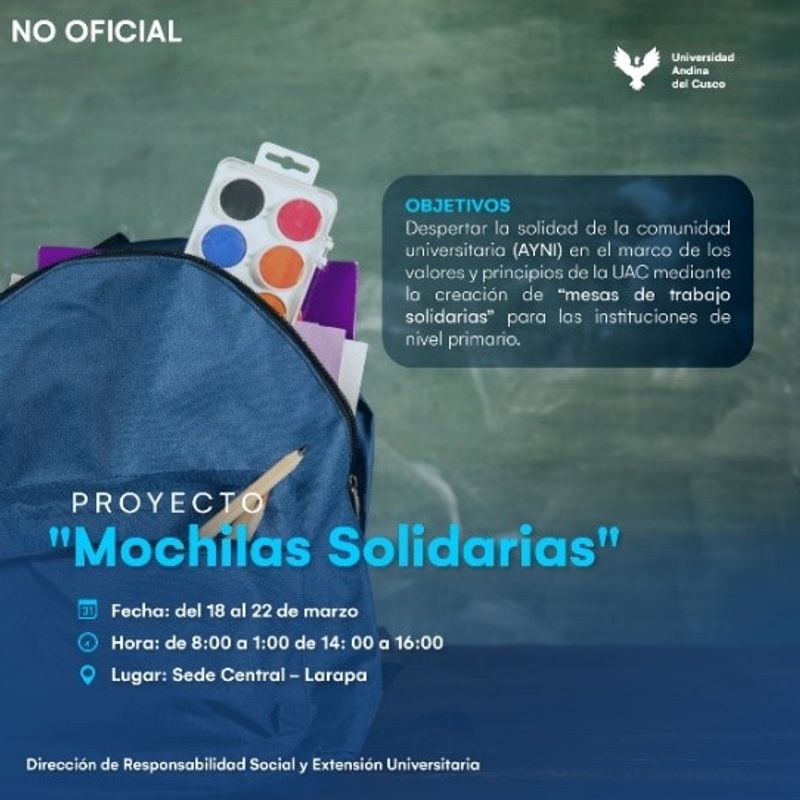 NO OFICIAL
Universidad
Andina
del Cusco
OBJETIVOS
Despertar la solidad de la comunidad
universitaria (AYNI) en el marco de los
valores y principios de la UAC mediante
la creación de “mesas de trabajo
solidarias” para las instituciones de
nivel primario.
PROYECTO
"Mochilas Solidarias"
31
Fecha: del 18 al 22 de marzo
Hora: de 8:00 a 1:00 de 14: 00 a 16:00
Lugar: Sede Central – Larapa
Dirección de Responsabilidad Social y Extensión Universitaria